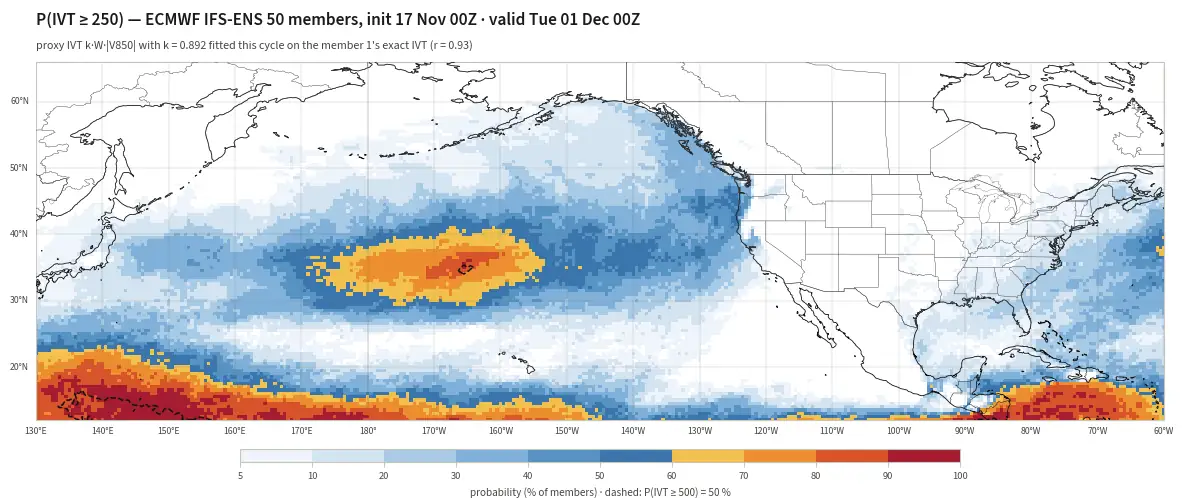 P(IVT ≥ 250) — ECMWF IFS-ENS 50 members, init 17 Nov 00Z · valid Tue 01 Dec 00Z
proxy IVT k·W·|V850| with k = 0.892 fitted this cycle on the member 1's exact IVT (r = 0.93)
60°N
50°N
40°N
30°N
20°N
130°E 140°E 150°E 160°E 170°E 180° 170°W 160°W 150°W 140°W 130°W 120°W 110°W 100°W 90°W 80°W 70°W 60°W
5 10 20 30 40 50 60 70 80 90 100
probability (% of members) · dashed: P(IVT ≥ 500) = 50 %